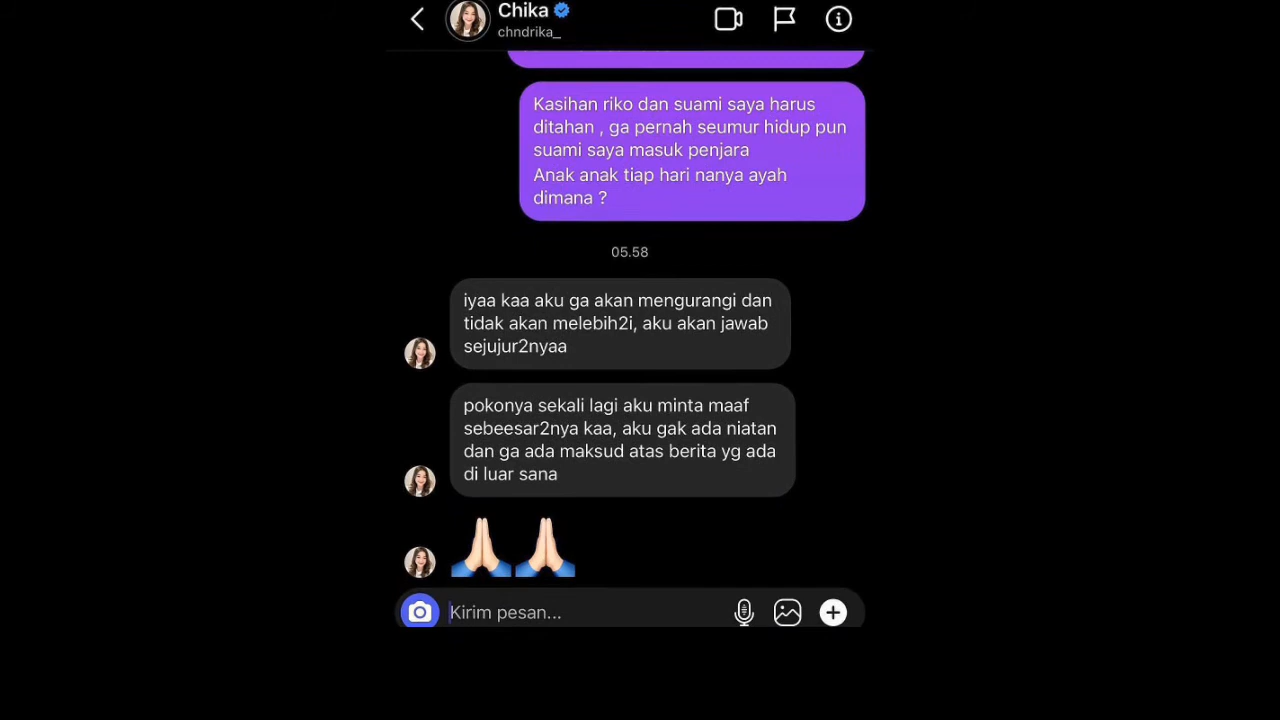 Chika
chndrika_
Kasihan riko dan suami saya harus
ditahan , ga pernah seumur hidup pun
suami saya masuk penjara
Anak anak tiap hari nanya ayah
dimana ?
05.58
iyaa kaa aku ga akan mengurangi dan
tidak akan melebih2i, aku akan jawab
sejujur2nyaa
pokonya sekali lagi aku minta maaf
sebeesar2nya kaa, aku gak ada niatan
dan ga ada maksud atas berita yg ada
di luar sana
Kirim pesan...